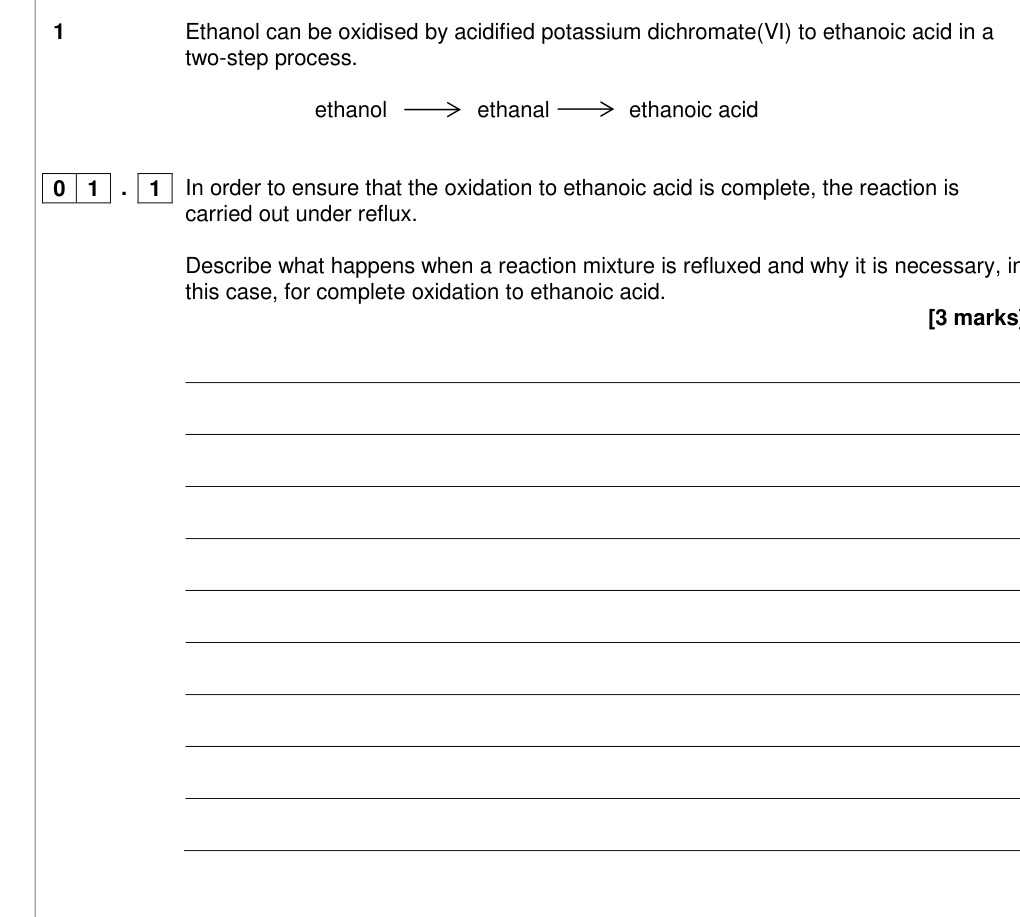 1 Ethanol can be oxidised by acidified potassium dichromate(VI) to ethanoic acid in a
two-step process.
ethanol ⟶ ethanal ⟶ ethanoic acid
0 1 . 1 In order to ensure that the oxidation to ethanoic acid is complete, the reaction is
carried out under reflux.
Describe what happens when a reaction mixture is refluxed and why it is necessary, in
this case, for complete oxidation to ethanoic acid.
[3 marks]